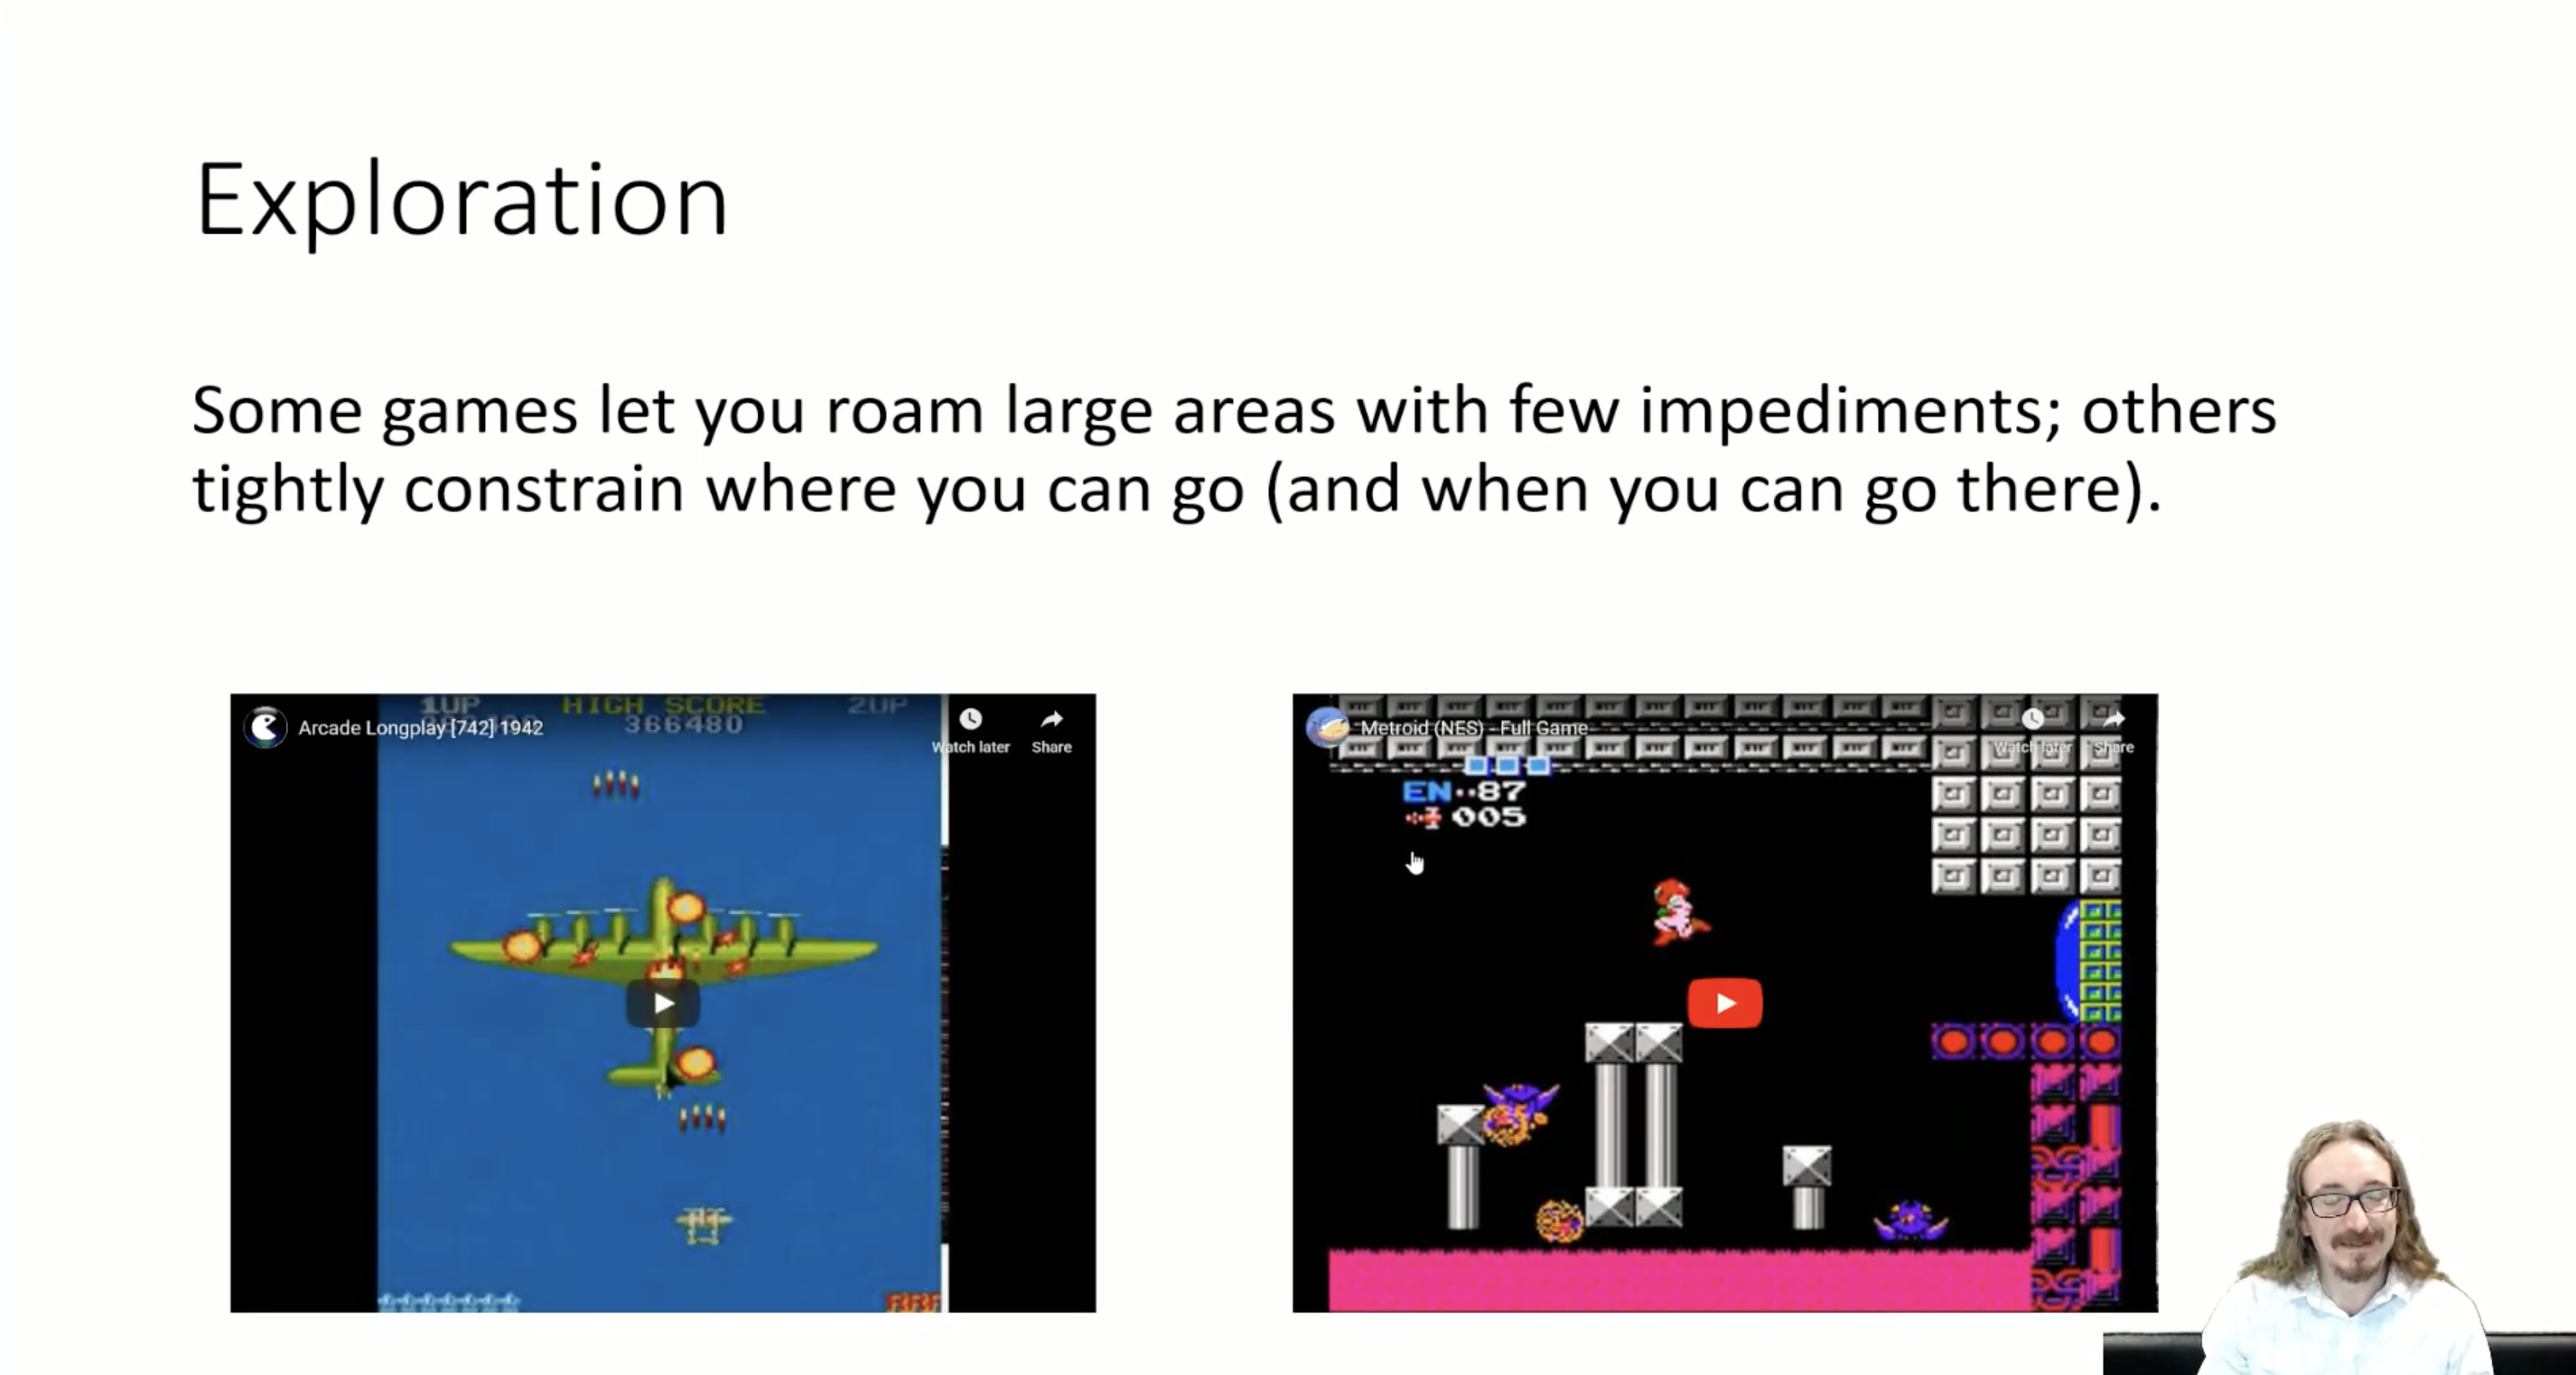 Exploration
Some games let you roam large areas with few impediments; others
tightly constrain where you can go (and when you can go there).
1UP HIGH SCORE 2UP
366480
Arcade Longplay [742] 1942
Watch later Share
Metroid (NES) - Full Game
Watch later Share
EN..87
005